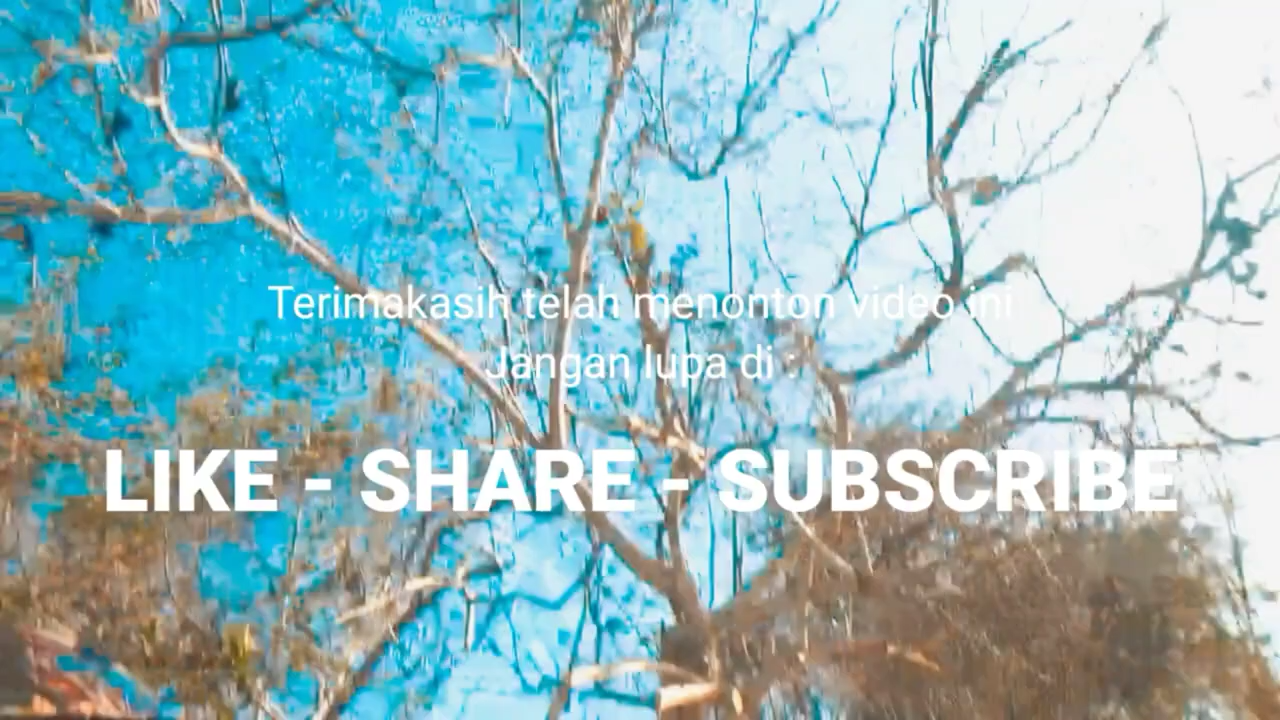 Terimakasih telah menonton video ini
Jangan lupa di :
LIKE - SHARE - SUBSCRIBE